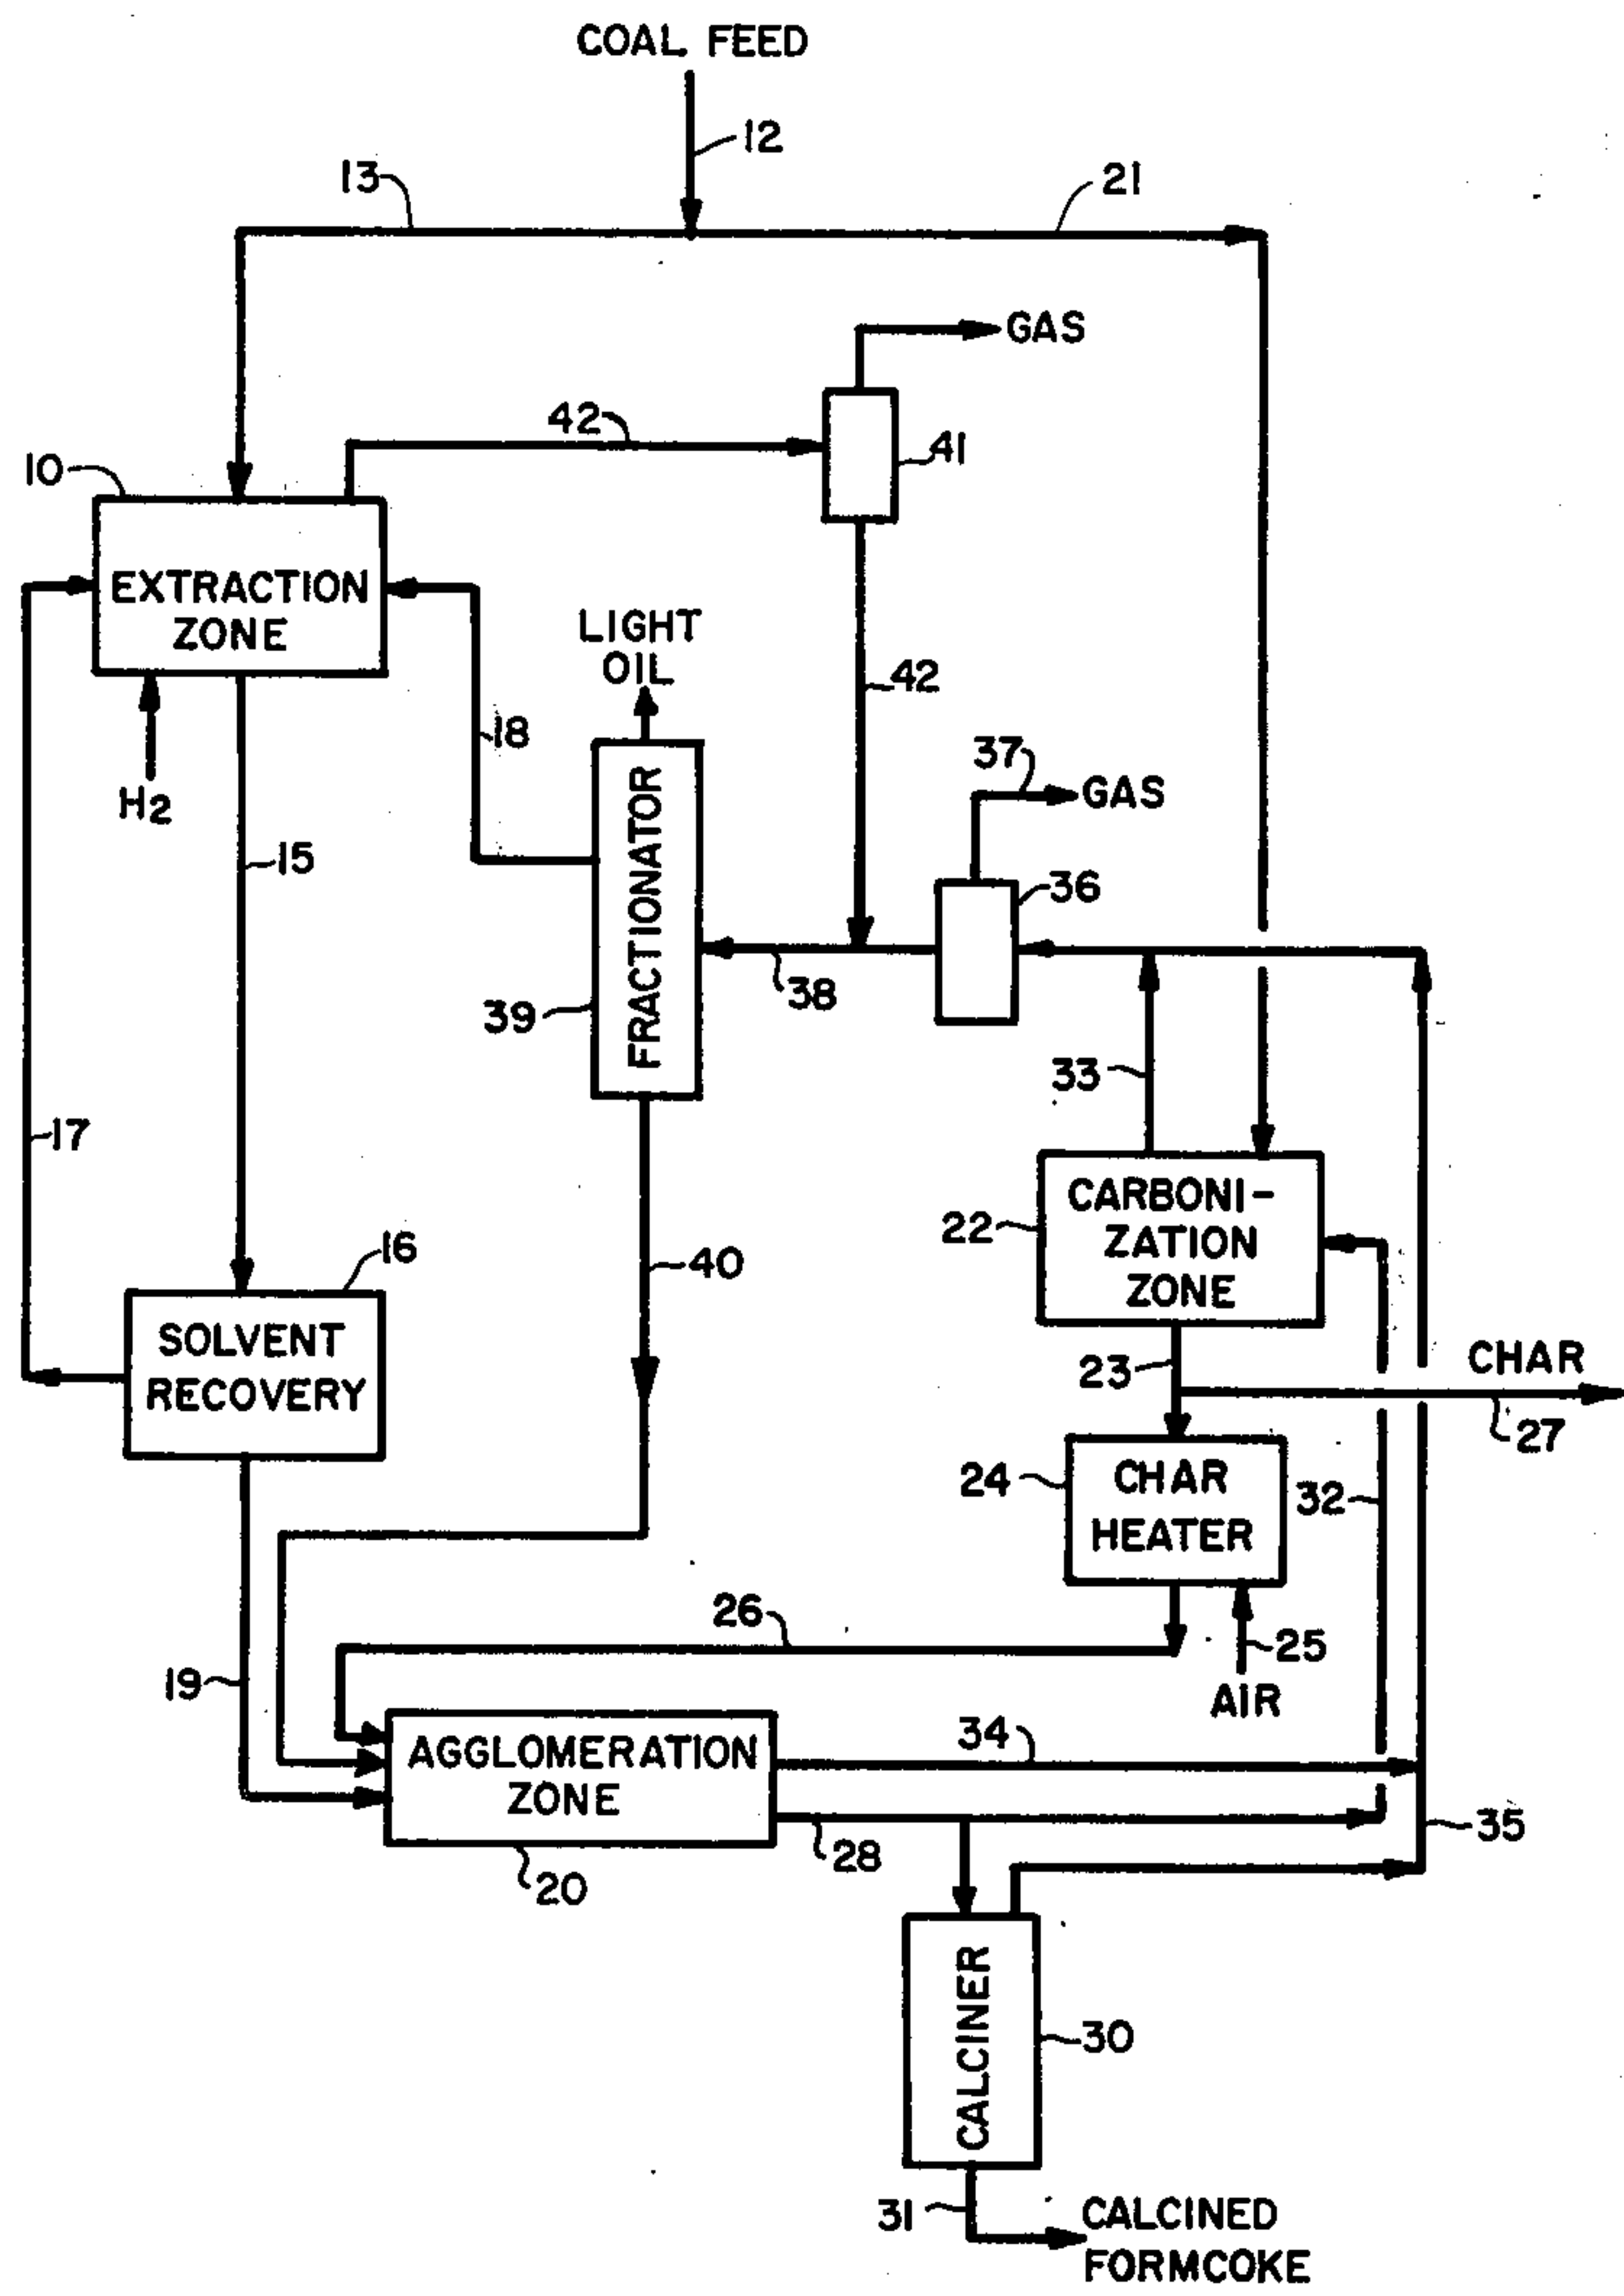 COAL FEED
12
13
21
GAS
42
41
10
EXTRACTION
ZONE
LIGHT
OIL
42
18
37
GAS
H2
FRACTIONATOR
15
36
39
38
33
17
CARBONI-
ZATION
ZONE
22
16
40
SOLVENT
RECOVERY
23
CHAR
27
24
CHAR
HEATER
32
26
25
AIR
19
34
AGGLOMERATION
ZONE
28
35
20
CALCINER
30
31
CALCINED
FORMCOKE